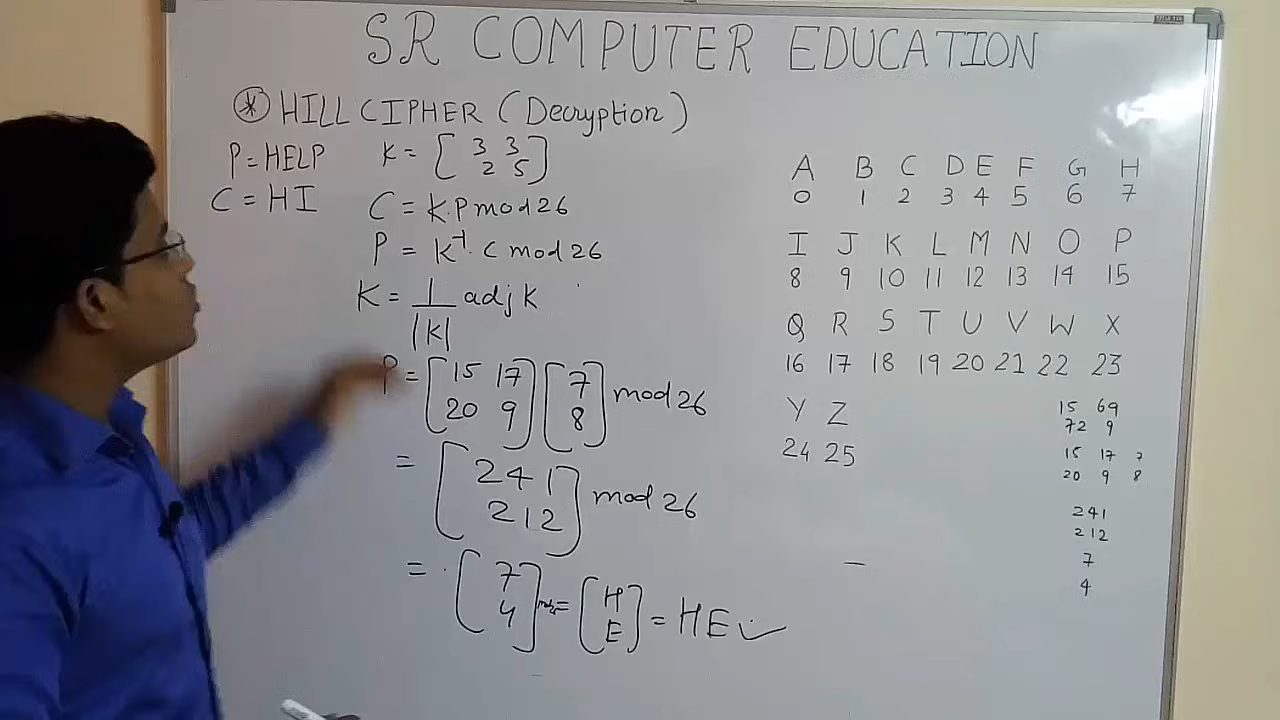 SR COMPUTER EDUCATION
* HILL CIPHER (Decryption)
P = HELP K = [ 3 3
2 5 ]
C = HI C = K.P mod 26
P = K⁻¹. C mod 26
K = 1 adj K
|K|
P = [ 15 17 [ 7 mod 26
20 9 ] 8 ]
= [ 241 mod 26
212 ]
= [ 7 = [ H = HE ✓
4 ] E ]
A B C D E F G H
0 1 2 3 4 5 6 7
I J K L M N O P
8 9 10 11 12 13 14 15
Q R S T U V W X
16 17 18 19 20 21 22 23
Y Z
24 25
15 69
72 9
15 17 7
20 9 8
241
212
7
4